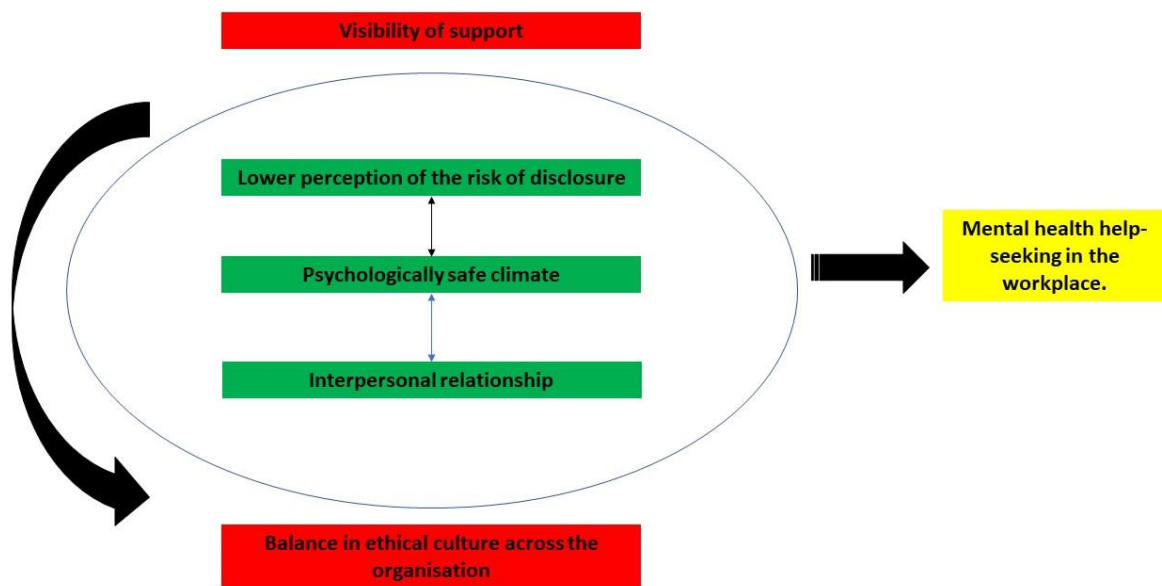 Visibility of support
Lower perception of the risk of disclosure
Psychologically safe climate
Interpersonal relationship
Mental health help-
seeking in the
workplace.
Balance in ethical culture across the
organisation